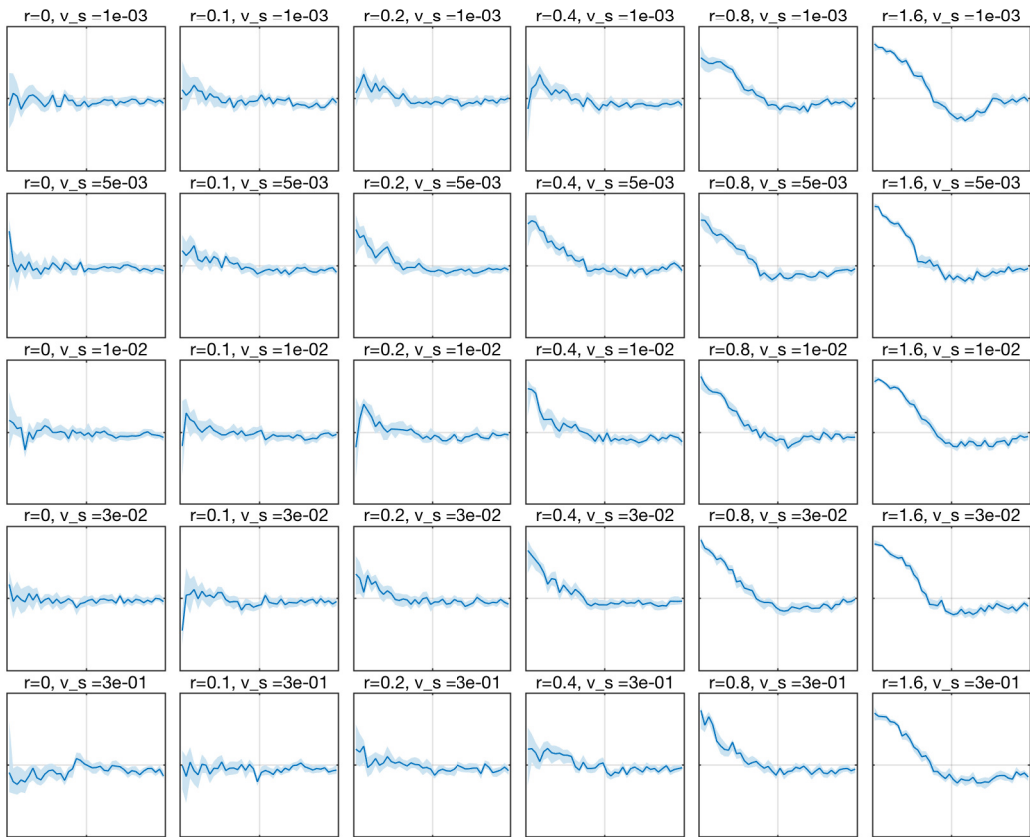 r=0, v_s =1e-03
r=0.1, v_s =1e-03
r=0.2, v_s =1e-03
r=0.4, v_s =1e-03
r=0.8, v_s =1e-03
r=1.6, v_s =1e-03
r=0, v_s =5e-03
r=0.1, v_s =5e-03
r=0.2, v_s =5e-03
r=0.4, v_s =5e-03
r=0.8, v_s =5e-03
r=1.6, v_s =5e-03
r=0, v_s =1e-02
r=0.1, v_s =1e-02
r=0.2, v_s =1e-02
r=0.4, v_s =1e-02
r=0.8, v_s =1e-02
r=1.6, v_s =1e-02
r=0, v_s =3e-02
r=0.1, v_s =3e-02
r=0.2, v_s =3e-02
r=0.4, v_s =3e-02
r=0.8, v_s =3e-02
r=1.6, v_s =3e-02
r=0, v_s =3e-01
r=0.1, v_s =3e-01
r=0.2, v_s =3e-01
r=0.4, v_s =3e-01
r=0.8, v_s =3e-01
r=1.6, v_s =3e-01